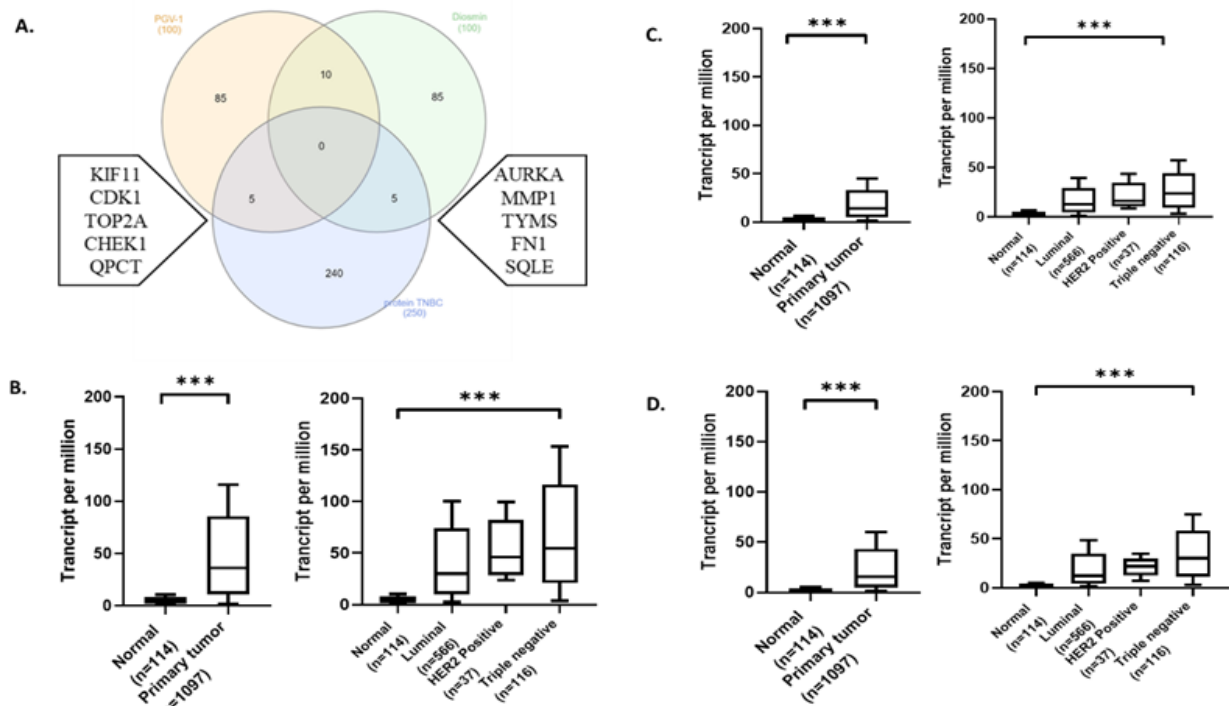 A.
PGV-1
(100)
Diosmin
(100)
10
85
85
0
5
5
240
protein TNBC
(250)
KIF11
CDK1
TOP2A
CHEK1
QPCT
AURKA
MMP1
TYMS
FN1
SQLE
B.
Trancript per million
200
150
100
50
0
***
Normal
(n=114)
Primary tumor
n=1097)
Trancript per million
200
150
100
50
0
***
Normal
(n=114)
Luminal
(n=566)
HER2 Positive
(n=37)
Triple negative
(n=116)
C.
Trancript per million
200
150
100
50
0
***
Normal
(n=114)
Primary tumor
(n=1097)
Trancript per million
200
150
100
50
0
***
Normal
(n=114)
Luminal
(n=566)
HER2 Positive
(n=37)
Triple negative
(n=116)
D.
Trancript per million
200
150
100
50
0
***
Normal
(n=114)
Primary tumor
(n=1097)
Trancript per million
200
150
100
50
0
***
Normal
(n=114)
Luminal
(n=566)
HER2 Positive
(n=37)
Triple negative
(n=116)